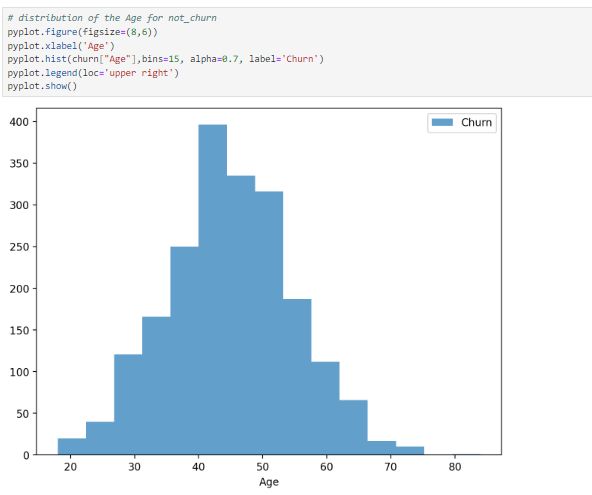 # distribution of the Age for not_churn
pyplot.figure(figsize=(8,6))
pyplot.xlabel('Age')
pyplot.hist(churn["Age"],bins=15, alpha=0.7, label='Churn')
pyplot.legend(loc='upper right')
pyplot.show()
Churn
400
350
300
250
200
150
100
50
0
20 30 40 50 60 70 80
Age